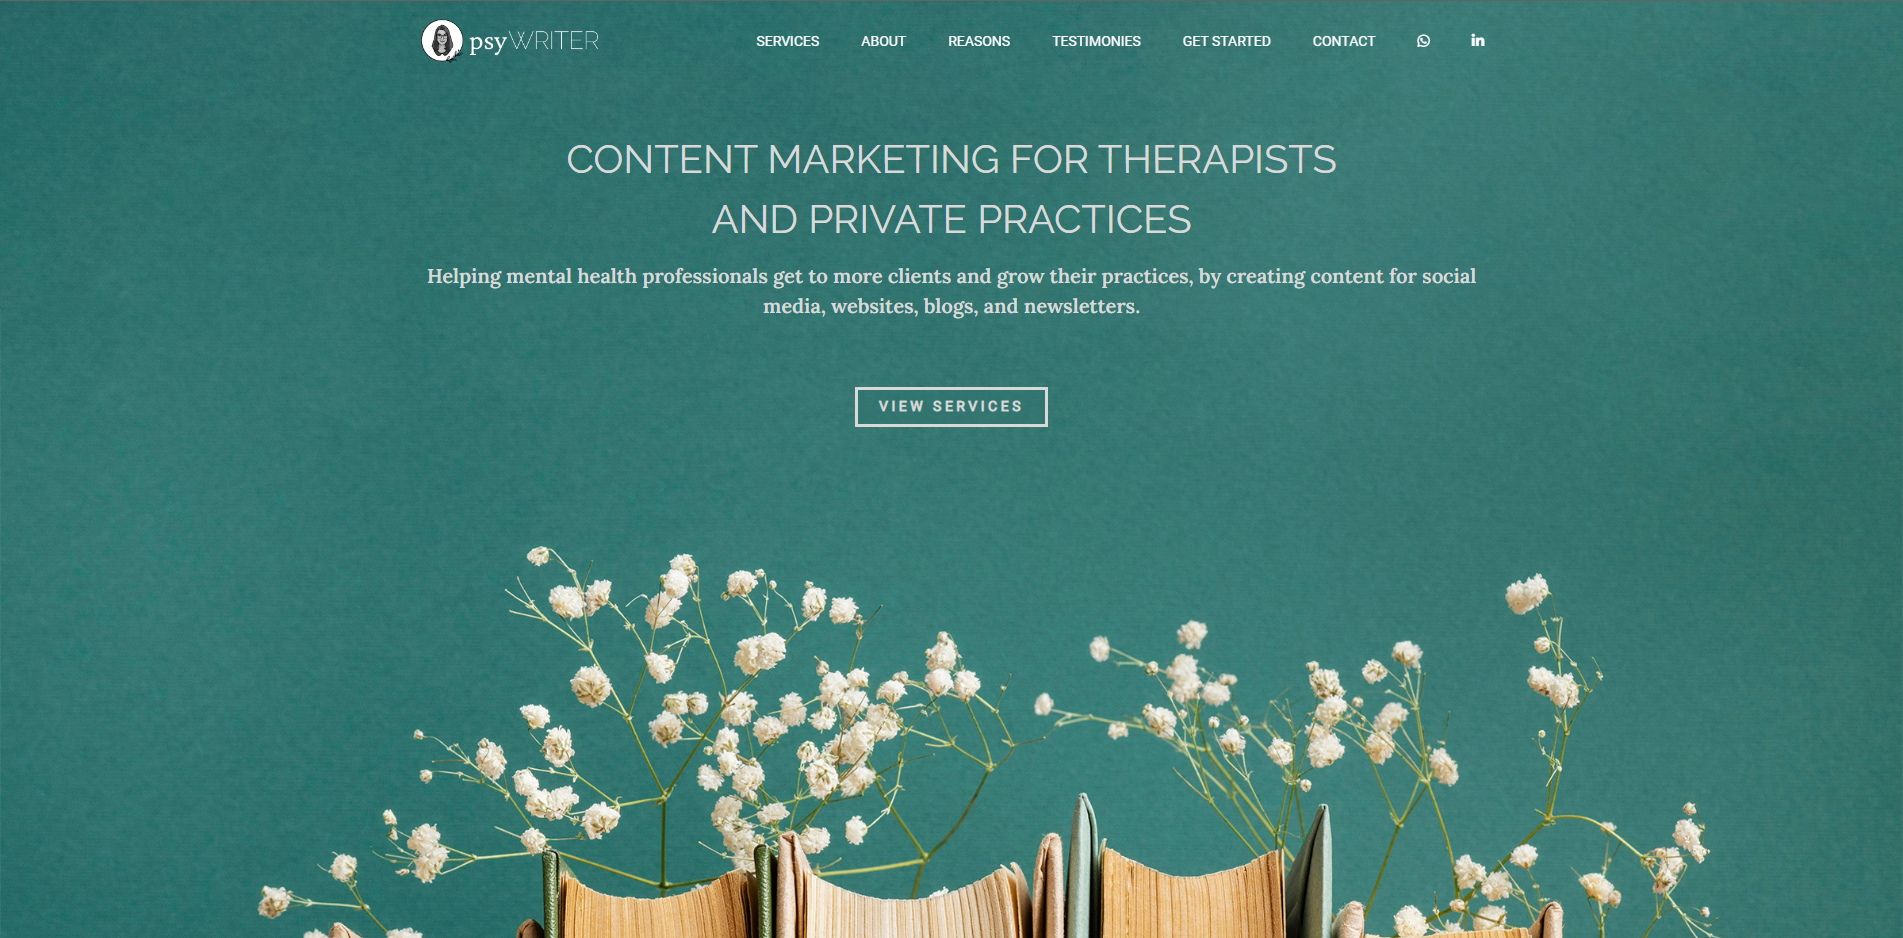 psyWRITER
SERVICES
ABOUT
REASONS
TESTIMONIES
GET STARTED
CONTACT
CONTENT MARKETING FOR THERAPISTS
AND PRIVATE PRACTICES
Helping mental health professionals get to more clients and grow their practices, by creating content for social
media, websites, blogs, and newsletters.
VIEW SERVICES